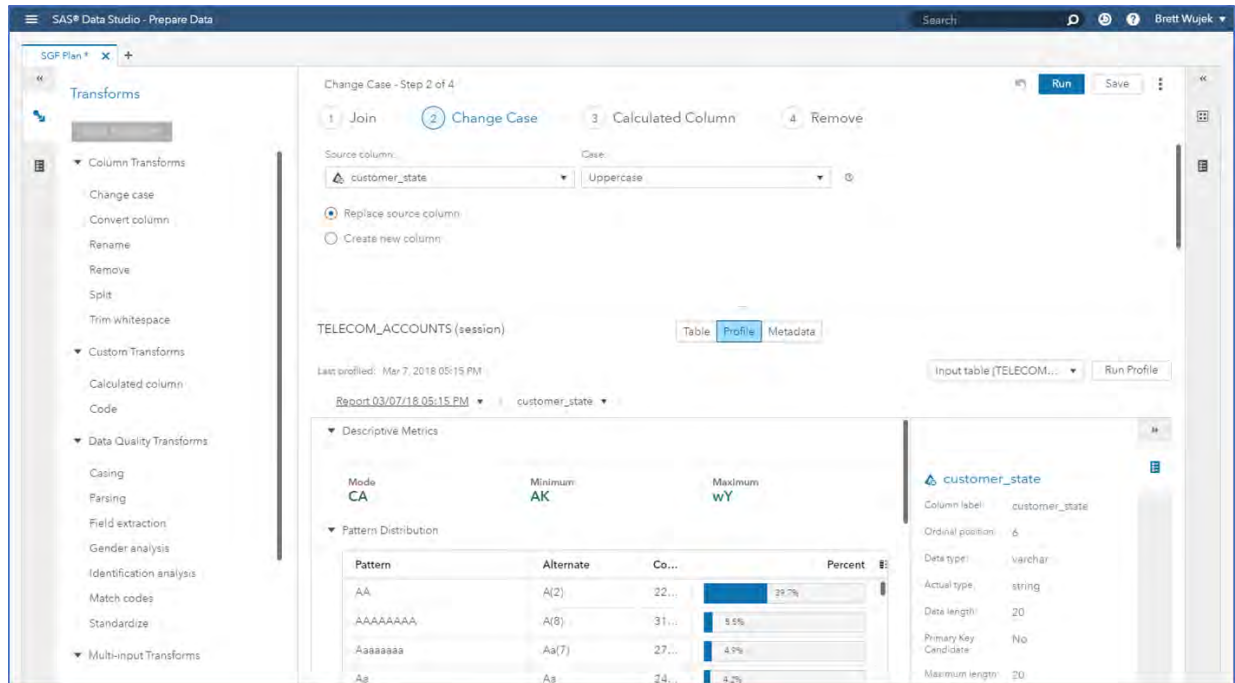 SAS® Data Studio - Prepare Data
Search
Brett Wujek
SGF Plan *
Transforms
Column Transforms
Change case
Convert column
Rename
Remove
Split
Trim whitespace
Custom Transforms
Calculated column
Code
Data Quality Transforms
Casing
Parsing
Field extraction
Gender analysis
Identification analysis
Match codes
Standardize
Multi-input Transforms
Change Case - Step 2 of 4
Run
Save
1 Join
2 Change Case
3 Calculated Column
4 Remove
Source column:
Case:
customer_state
Uppercase
Replace source column
Create new column
TELECOM_ACCOUNTS (session)
Table
Profile
Metadata
Last profiled: Mar 7, 2018 05:15 PM
Input table (TELECOM...
Run Profile
Report 03/07/18 05:15 PM
customer_state
Descriptive Metrics
Mode
CA
Minimum
AK
Maximum
wY
Pattern Distribution
Pattern Alternate Co... Percent
AA A(2) 22... 39.7%
AAAAAAAA A(8) 31... 5.5%
Aaaaaaaa Aa(7) 27... 4.9%
Aa Aa 24... 4.2%
customer_state
Column label: customer_state
Ordinal position: 6
Data type: varchar
Actual type: string
Data length: 20
Primary Key Candidate: No
Maximum length: 20